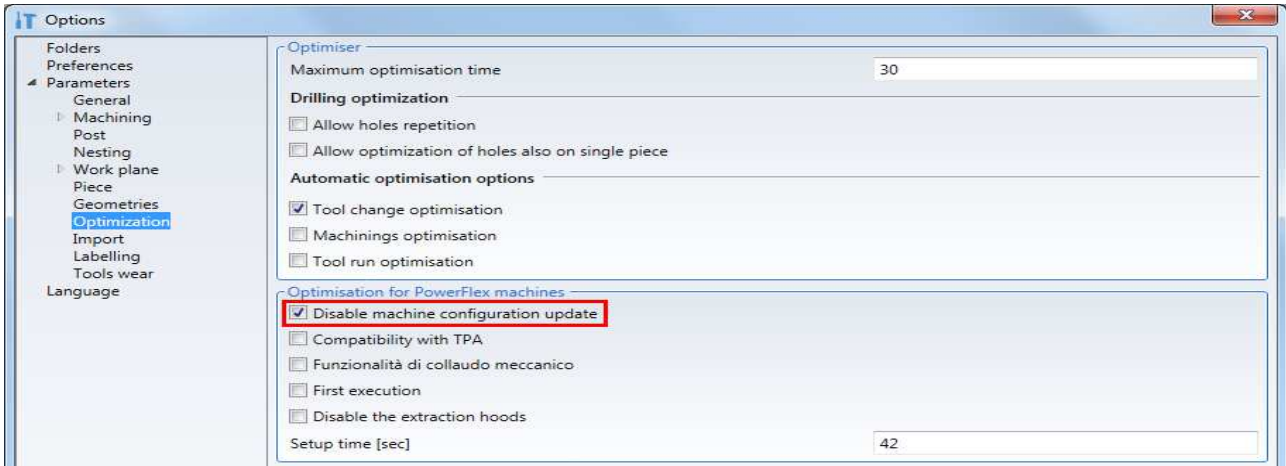 Options
Folders
Preferences
Parameters
General
Machining
Post
Nesting
Work plane
Piece
Geometries
Optimization
Import
Labelling
Tools wear
Language
Optimiser
Maximum optimisation time 30
Drilling optimization
Allow holes repetition
Allow optimization of holes also on single piece
Automatic optimisation options
Tool change optimisation
Machinings optimisation
Tool run optimisation
Optimisation for PowerFlex machines
Disable machine configuration update
Compatibility with TPA
Funzionalità di collaudo meccanico
First execution
Disable the extraction hoods
Setup time [sec] 42